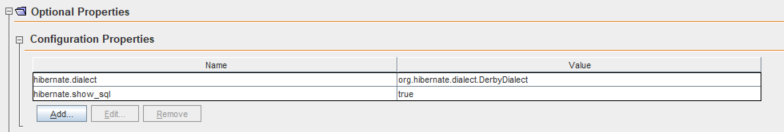 Optional Properties
Configuration Properties
Name Value
hibernate.dialect org.hibernate.dialect.DerbyDialect
hibernate.show_sql true
Add... Edit... Remove